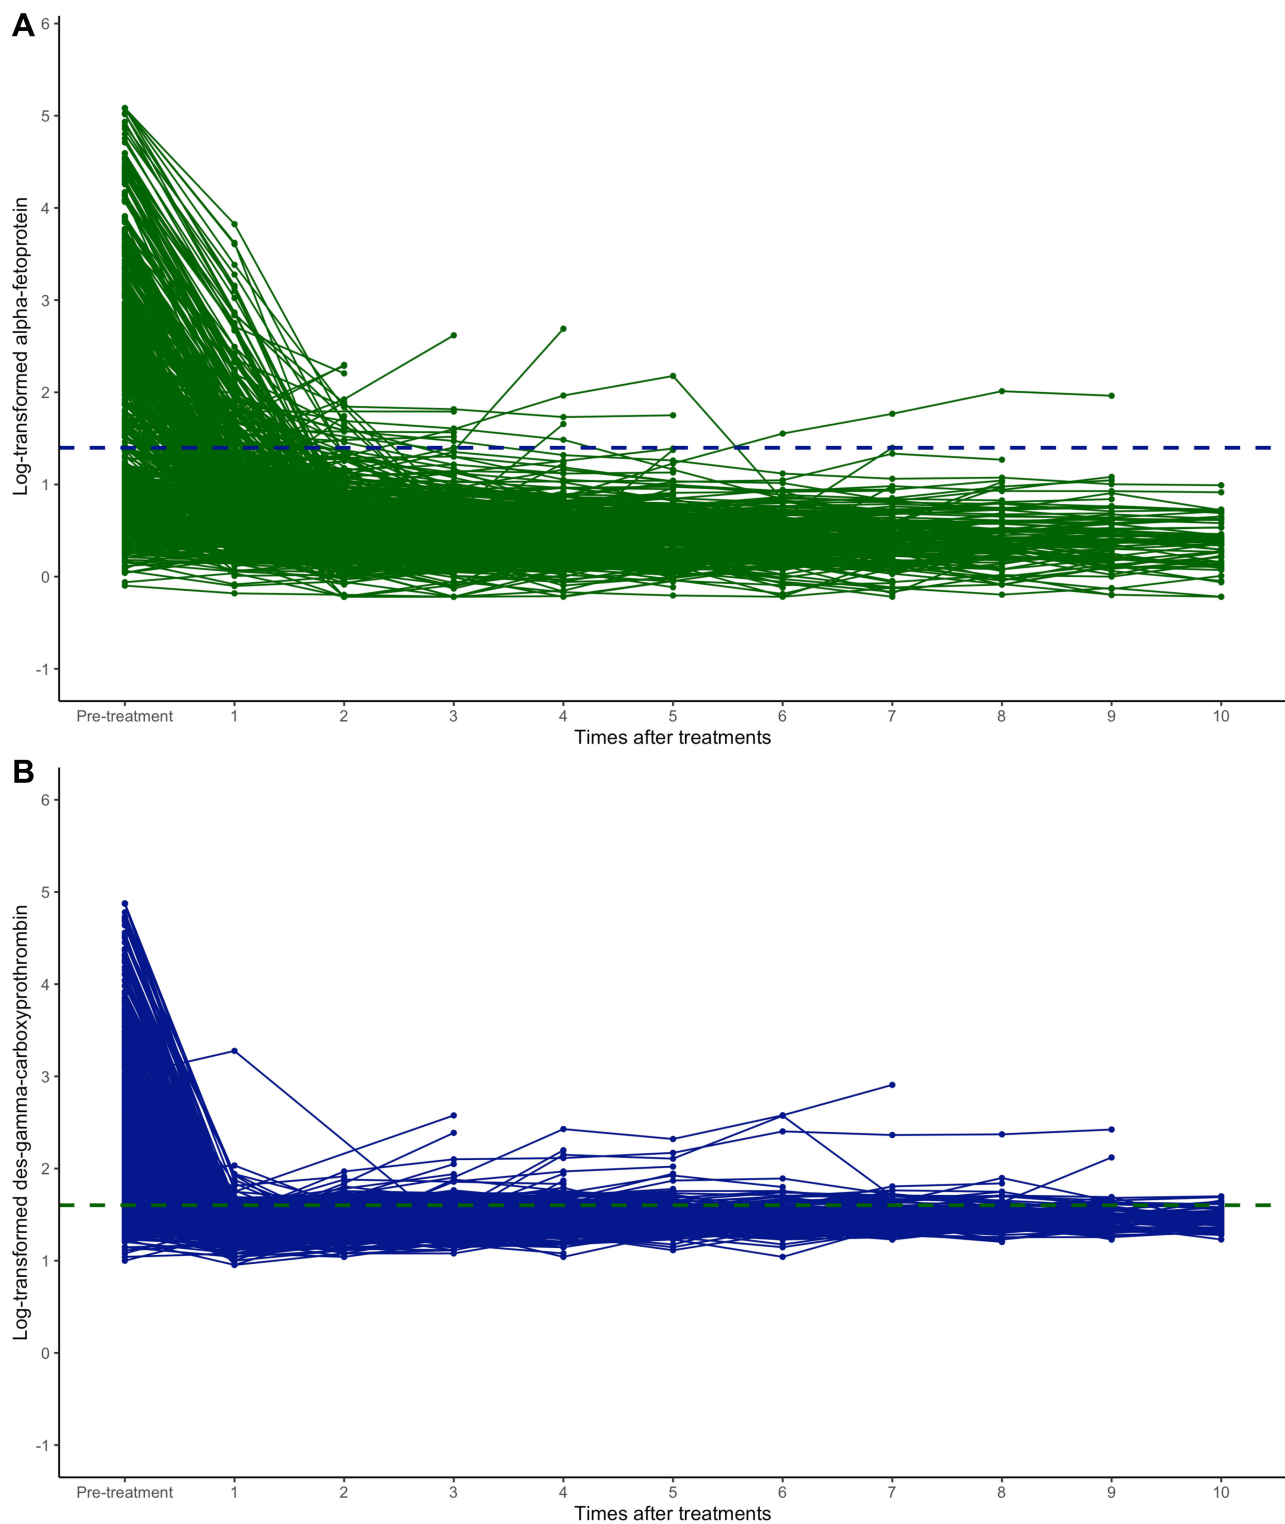 A
Log-transformed alpha-fetoprotein
6
5
4
3
2
1
0
-1
Pre-treatment 1 2 3 4 5 6 7 8 9 10
Times after treatments
B
Log-transformed des-gamma-carboxyprothrombin
6
5
4
3
2
1
0
-1
Pre-treatment 1 2 3 4 5 6 7 8 9 10
Times after treatments